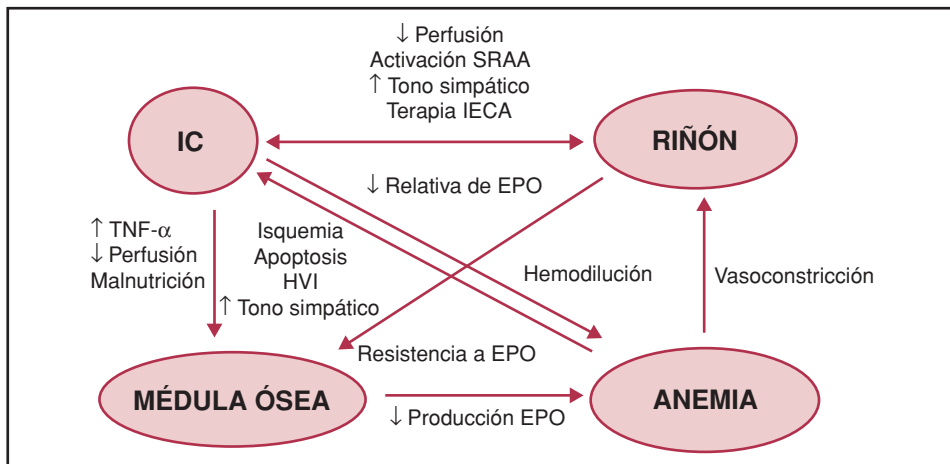 ↓ Perfusión
Activación SRAA
↑ Tono simpático
Terapia IECA
IC
RIÑÓN
↓ Relativa de EPO
↑ TNF-α
↓ Perfusión
Malnutrición
Isquemia
Apoptosis
HVI
↑ Tono simpático
Hemodilución
Vasoconstricción
Resistencia a EPO
MÉDULA ÓSEA
↓ Producción EPO
ANEMIA